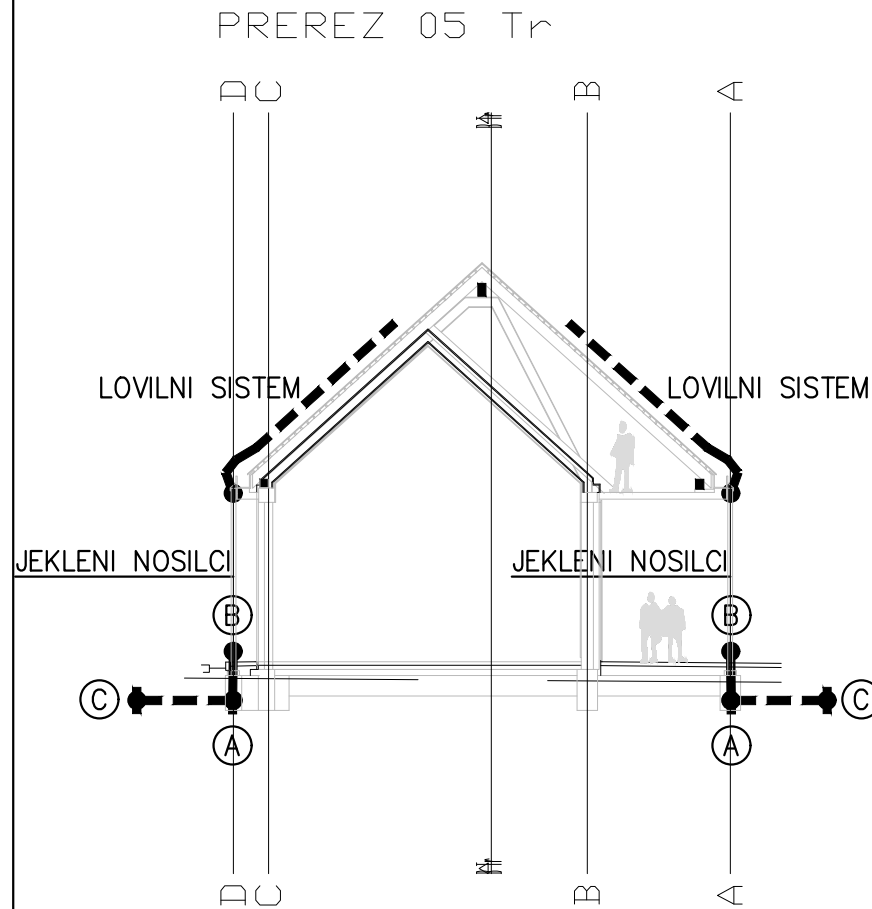 PREREZ 05 Tr
D C B A
LOVILNI SISTEM LOVILNI SISTEM
JEKLENI NOSILCI JEKLENI NOSILCI
B B
C C
A A
D C B A